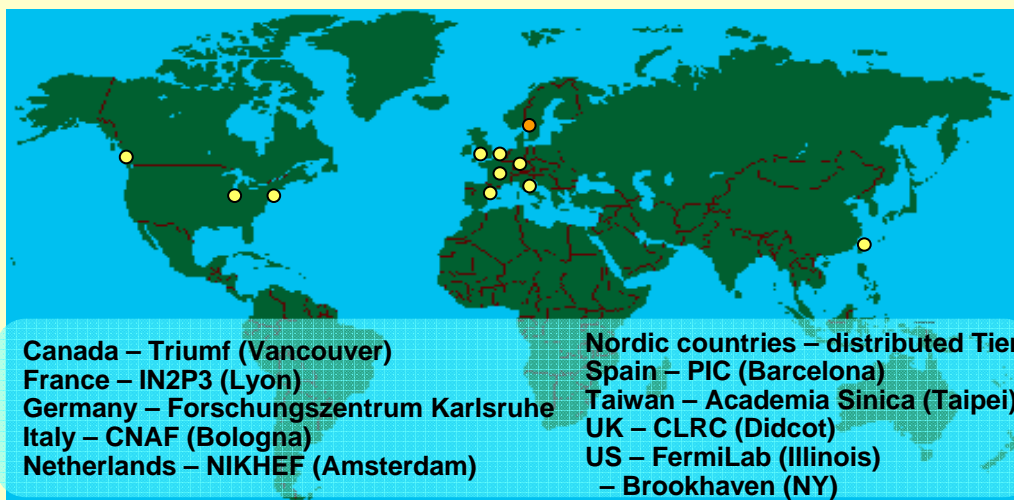 Canada – Triumf (Vancouver)
France – IN2P3 (Lyon)
Germany – Forschungszentrum Karlsruhe
Italy – CNAF (Bologna)
Netherlands – NIKHEF (Amsterdam)
Nordic countries – distributed Tier
Spain – PIC (Barcelona)
Taiwan – Academia Sinica (Taipei)
UK – CLRC (Didcot)
US – FermiLab (Illinois)
– Brookhaven (NY)